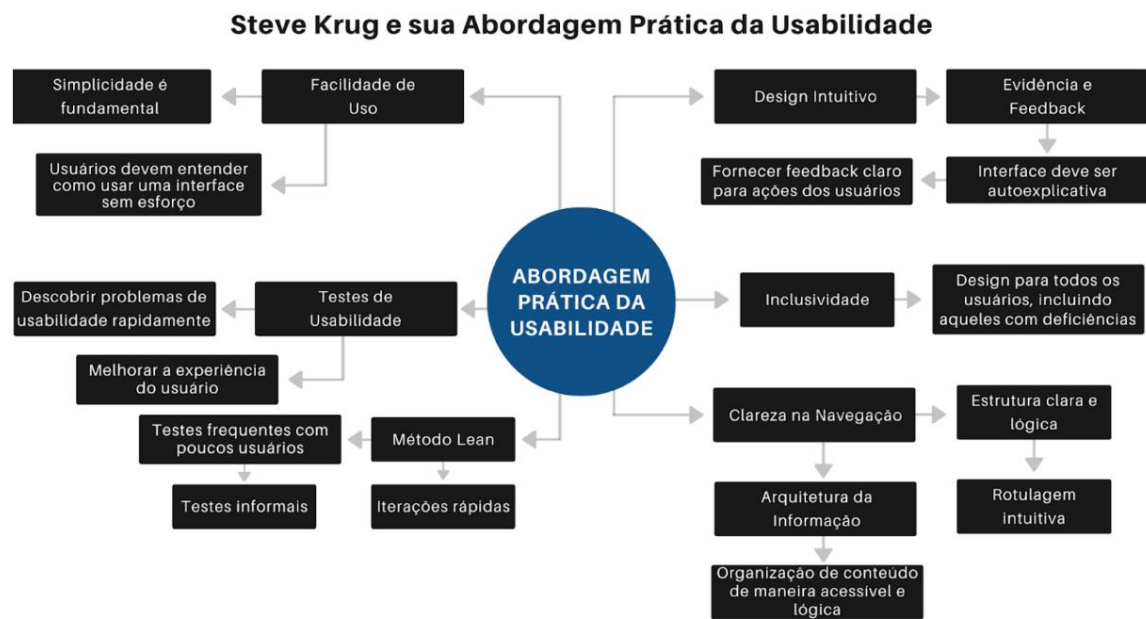 Steve Krug e sua Abordagem Prática da Usabilidade
Simplicidade é
fundamental
Facilidade de
Uso
Usuários devem entender
como usar uma interface
sem esforço
Design Intuitivo
Evidência e
Feedback
Fornecer feedback claro
para ações dos usuários
Interface deve ser
autoexplicativa
ABORDAGEM
PRÁTICA DA
USABILIDADE
Descobrir problemas de
usabilidade rapidamente
Testes de
Usabilidade
Melhorar a experiência
do usuário
Testes frequentes com
poucos usuários
Método Lean
Testes informais
Iterações rápidas
Inclusividade
Design para todos os
usuários, incluindo
aqueles com deficiências
Clareza na Navegação
Estrutura clara e
lógica
Arquitetura da
Informação
Rotulagem
intuitiva
Organização de conteúdo
de maneira acessível e
lógica